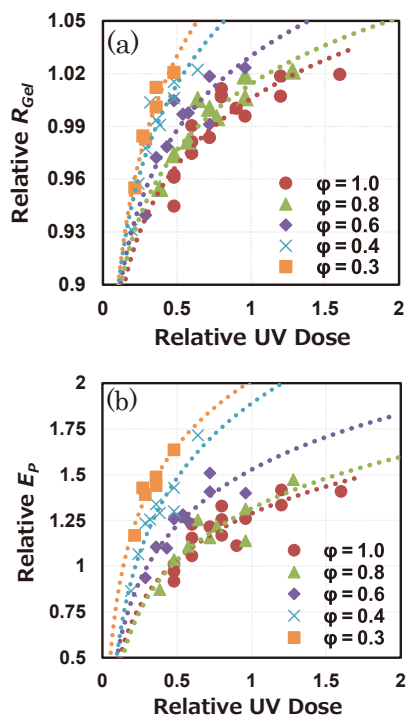 (a)
1.05
1.02
0.99
0.96
0.93
0.9
Relative R_Gel
φ = 1.0
φ = 0.8
φ = 0.6
φ = 0.4
φ = 0.3
0 0.5 1 1.5 2
Relative UV Dose
(b)
2
1.75
1.5
1.25
1
0.75
0.5
Relative E_P
φ = 1.0
φ = 0.8
φ = 0.6
φ = 0.4
φ = 0.3
0 0.5 1 1.5 2
Relative UV Dose